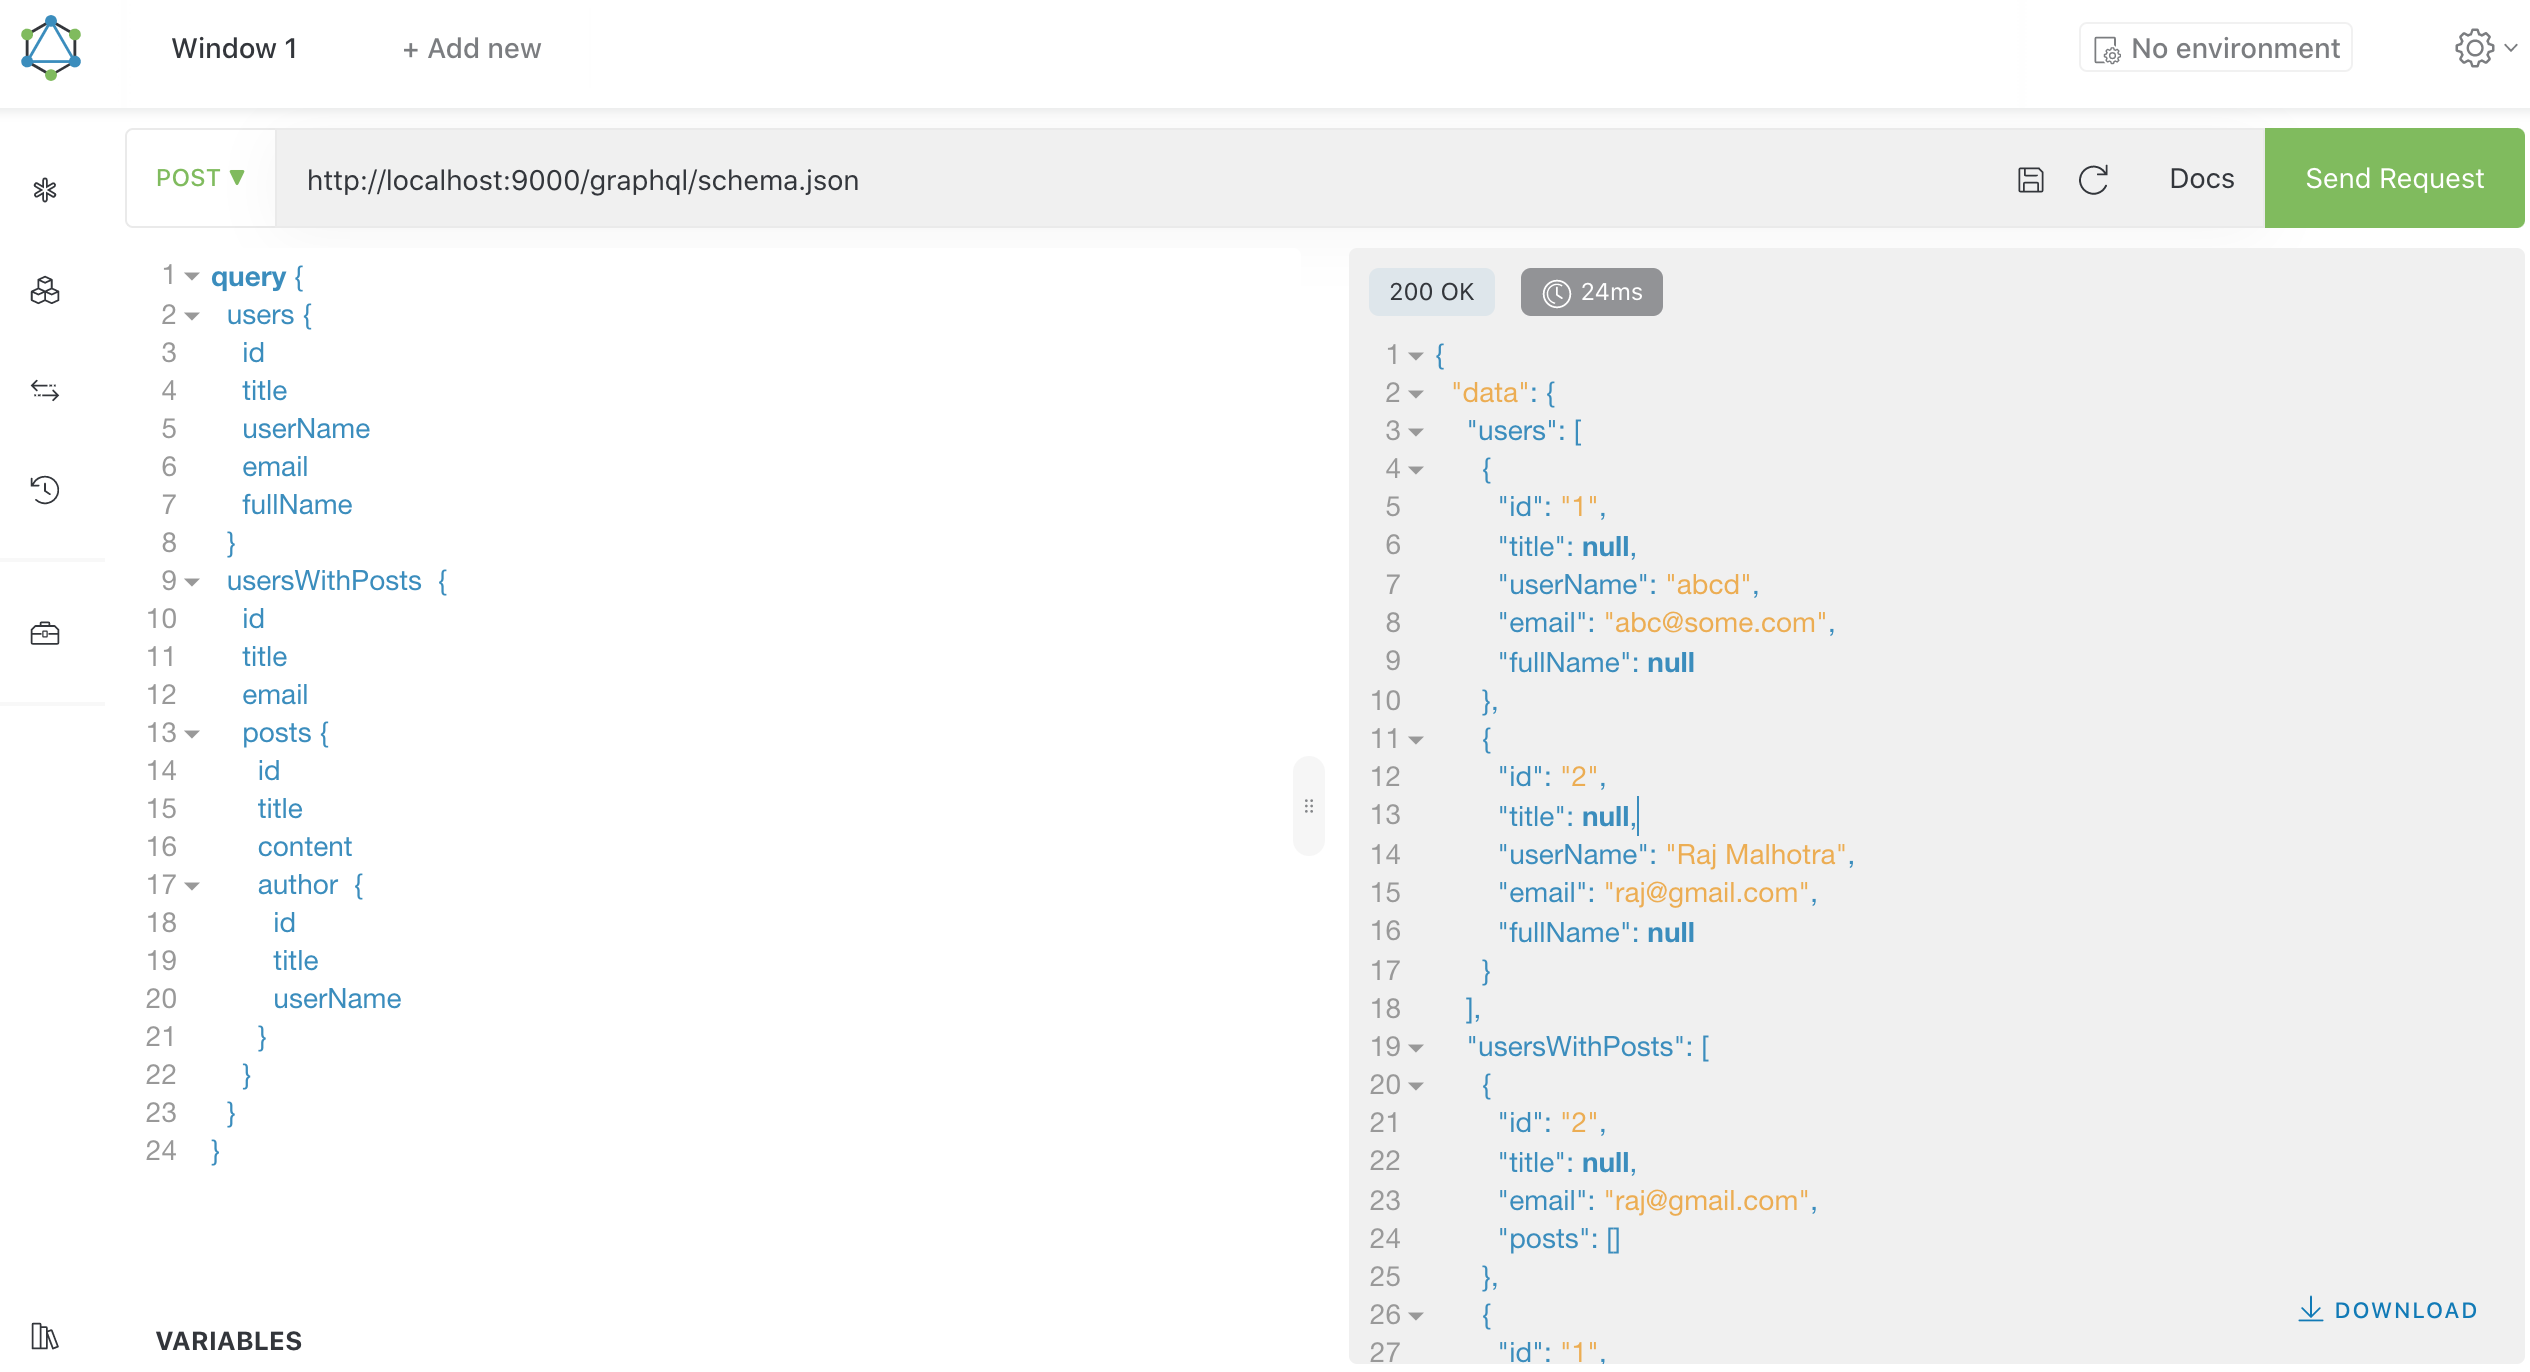 Window 1 + Add new No environment
POST ▼ http://localhost:9000/graphql/schema.json Docs Send Request
1 query {
2 users {
3 id
4 title
5 userName
6 email
7 fullName
8 }
9 usersWithPosts {
10 id
11 title
12 email
13 posts {
14 id
15 title
16 content
17 author {
18 id
19 title
20 userName
21 }
22 }
23 }
24 }
VARIABLES
200 OK 24ms
1 {
2 "data": {
3 "users": [
4 {
5 "id": "1",
6 "title": null,
7 "userName": "abcd",
8 "email": "abc@some.com",
9 "fullName": null
10 },
11 {
12 "id": "2",
13 "title": null,
14 "userName": "Raj Malhotra",
15 "email": "raj@gmail.com",
16 "fullName": null
17 }
18 ],
19 "usersWithPosts": [
20 {
21 "id": "2",
22 "title": null,
23 "email": "raj@gmail.com",
24 "posts": []
25 },
26 {
27 "id": "1",
DOWNLOAD